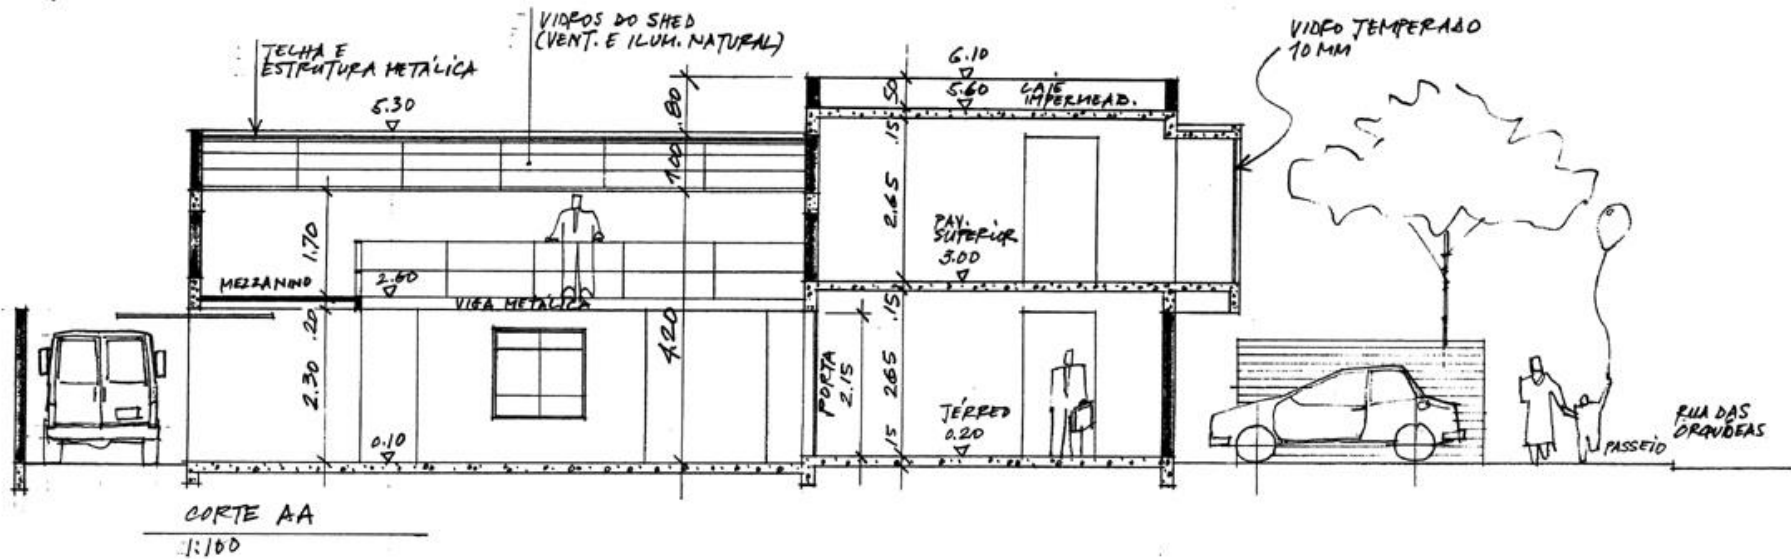 VIDROS DO SHED
(VENT. E ILUM. NATURAL)
TELHA E
ESTRUTURA METÁLICA
VIDRO TEMPERADO
10 MM
6.10
5.60
LAJE
IMPERMEAB.
5.30
.80
.50
.15
1.00
2.65
PAV.
SUPERIOR
3.00
1.70
MEZZANINO
2.60
VIGA METÁLICA
.20
4.20
.15
2.30
PORTA
2.15
265
TÉRREO
0.20
0.10
.15
PASSEIO
RUA DAS
ORQUÍDEAS
CORTE AA
1:100